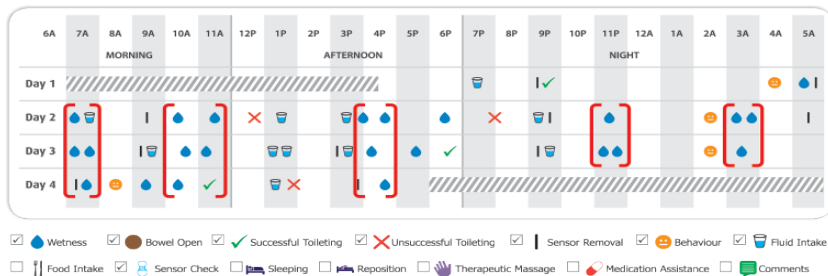 6A 7A 8A 9A 10A 11A 12P 1P 2P 3P 4P 5P 6P 7P 8P 9P 10P 11P 12A 1A 2A 3A 4A 5A
MORNING AFTERNOON NIGHT
Day 1
Day 2
Day 3
Day 4
Wetness Bowel Open Successful Toileting Unsuccessful Toileting Sensor Removal Behaviour Fluid Intake
Food Intake Sensor Check Sleeping Reposition Therapeutic Massage Medication Assistance Comments